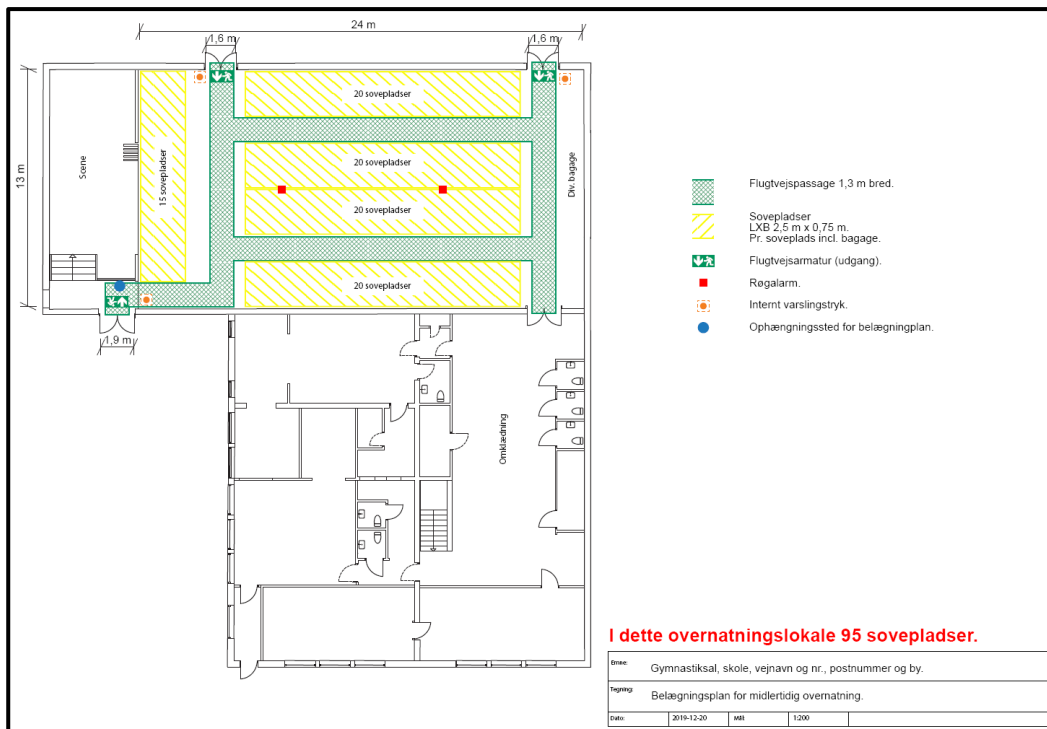 24 m
1,6 m
1,6 m
13 m
Scene
15 sovepladser
20 sovepladser
20 sovepladser
20 sovepladser
20 sovepladser
Div. bagage
1,9 m
Omklædning
Flugtvejspassage 1,3 m bred.
Sovepladser
LXB 2,5 m x 0,75 m.
Pr. soveplads incl. bagage.
Flugtvejsarmatur (udgang).
Røgalarm.
Internt varslingstryk.
Ophængningssted for belægningplan.
I dette overnatningslokale 95 sovepladser.
Emne: Gymnastiksal, skole, vejnavn og nr., postnummer og by.
Tegning: Belægningsplan for midlertidig overnatning.
Dato: 2019-12-20 Mål: 1:200